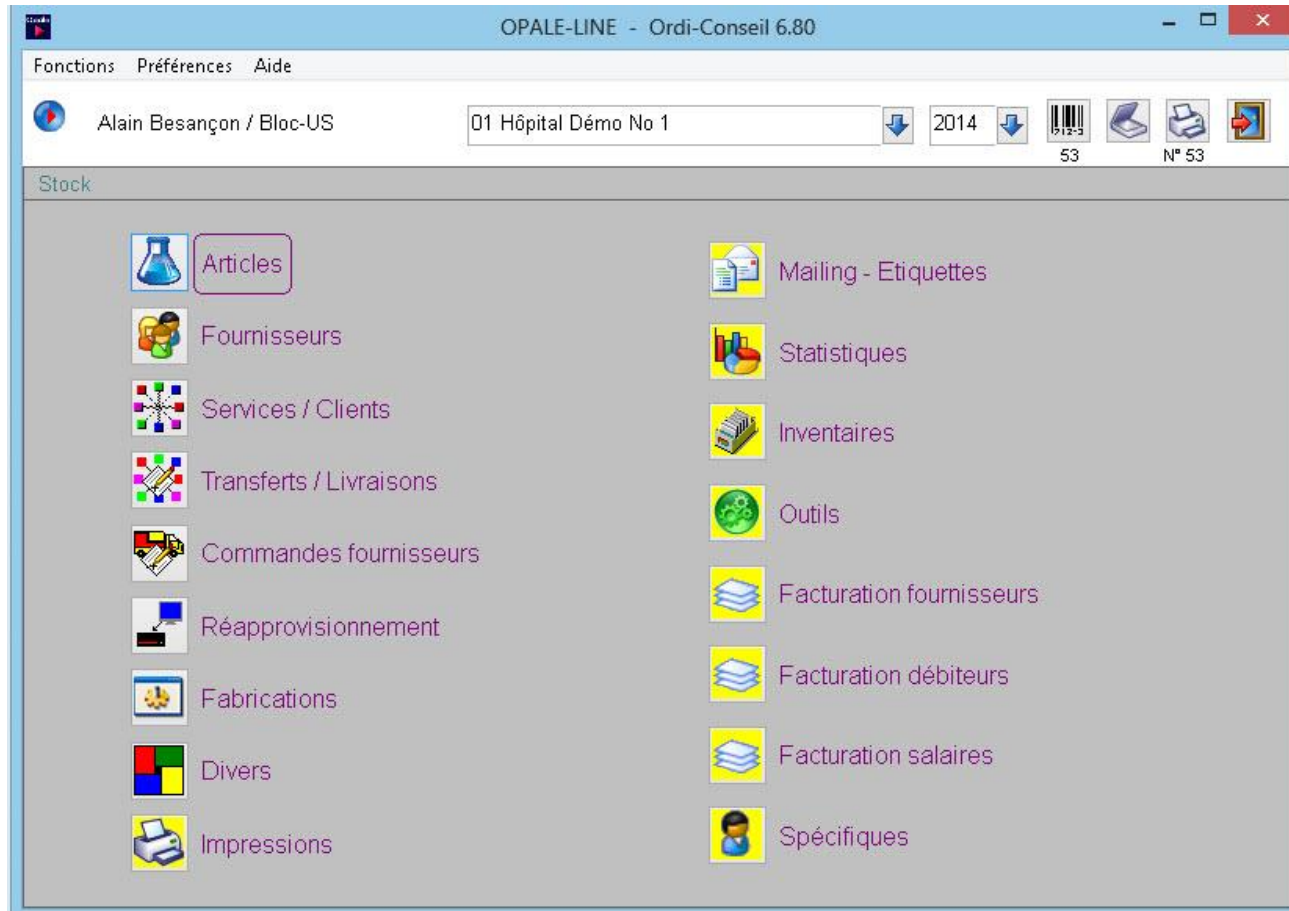 OPALE-LINE - Ordi-Conseil 6.80
Fonctions Préférences Aide
Alain Besançon / Bloc-US 01 Hôpital Démo No 1 2014
53 N° 53
Stock
Articles
Fournisseurs
Services / Clients
Transferts / Livraisons
Commandes fournisseurs
Réapprovisionnement
Fabrications
Divers
Impressions
Mailing - Etiquettes
Statistiques
Inventaires
Outils
Facturation fournisseurs
Facturation débiteurs
Facturation salaires
Spécifiques